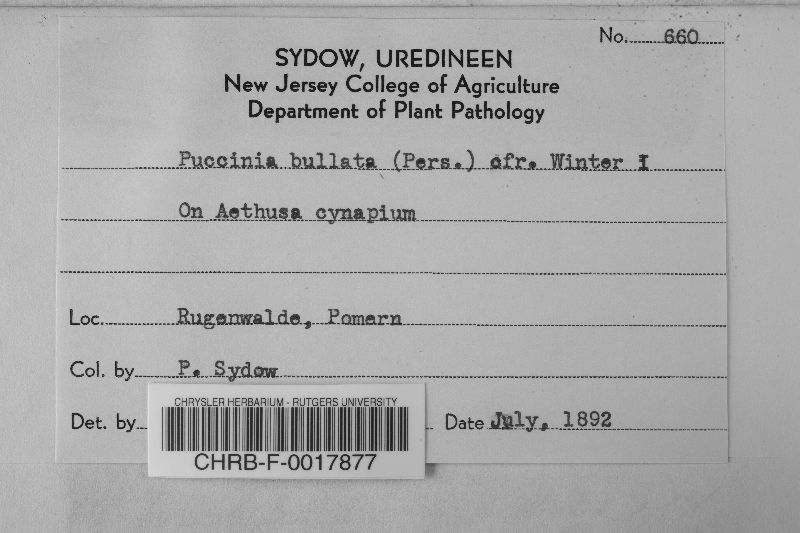 No. 660
SYDOW, UREDINEEN
New Jersey College of Agriculture
Department of Plant Pathology
Puccinia bullata (Pers.) cfr. Winter I
On Aethusa cynapium
Loc. Rugenwalde, Pomern
Col. by P. Sydow
Det. by Date July, 1892
CHRYSLER HERBARIUM - RUTGERS UNIVERSITY
CHRB-F-0017877